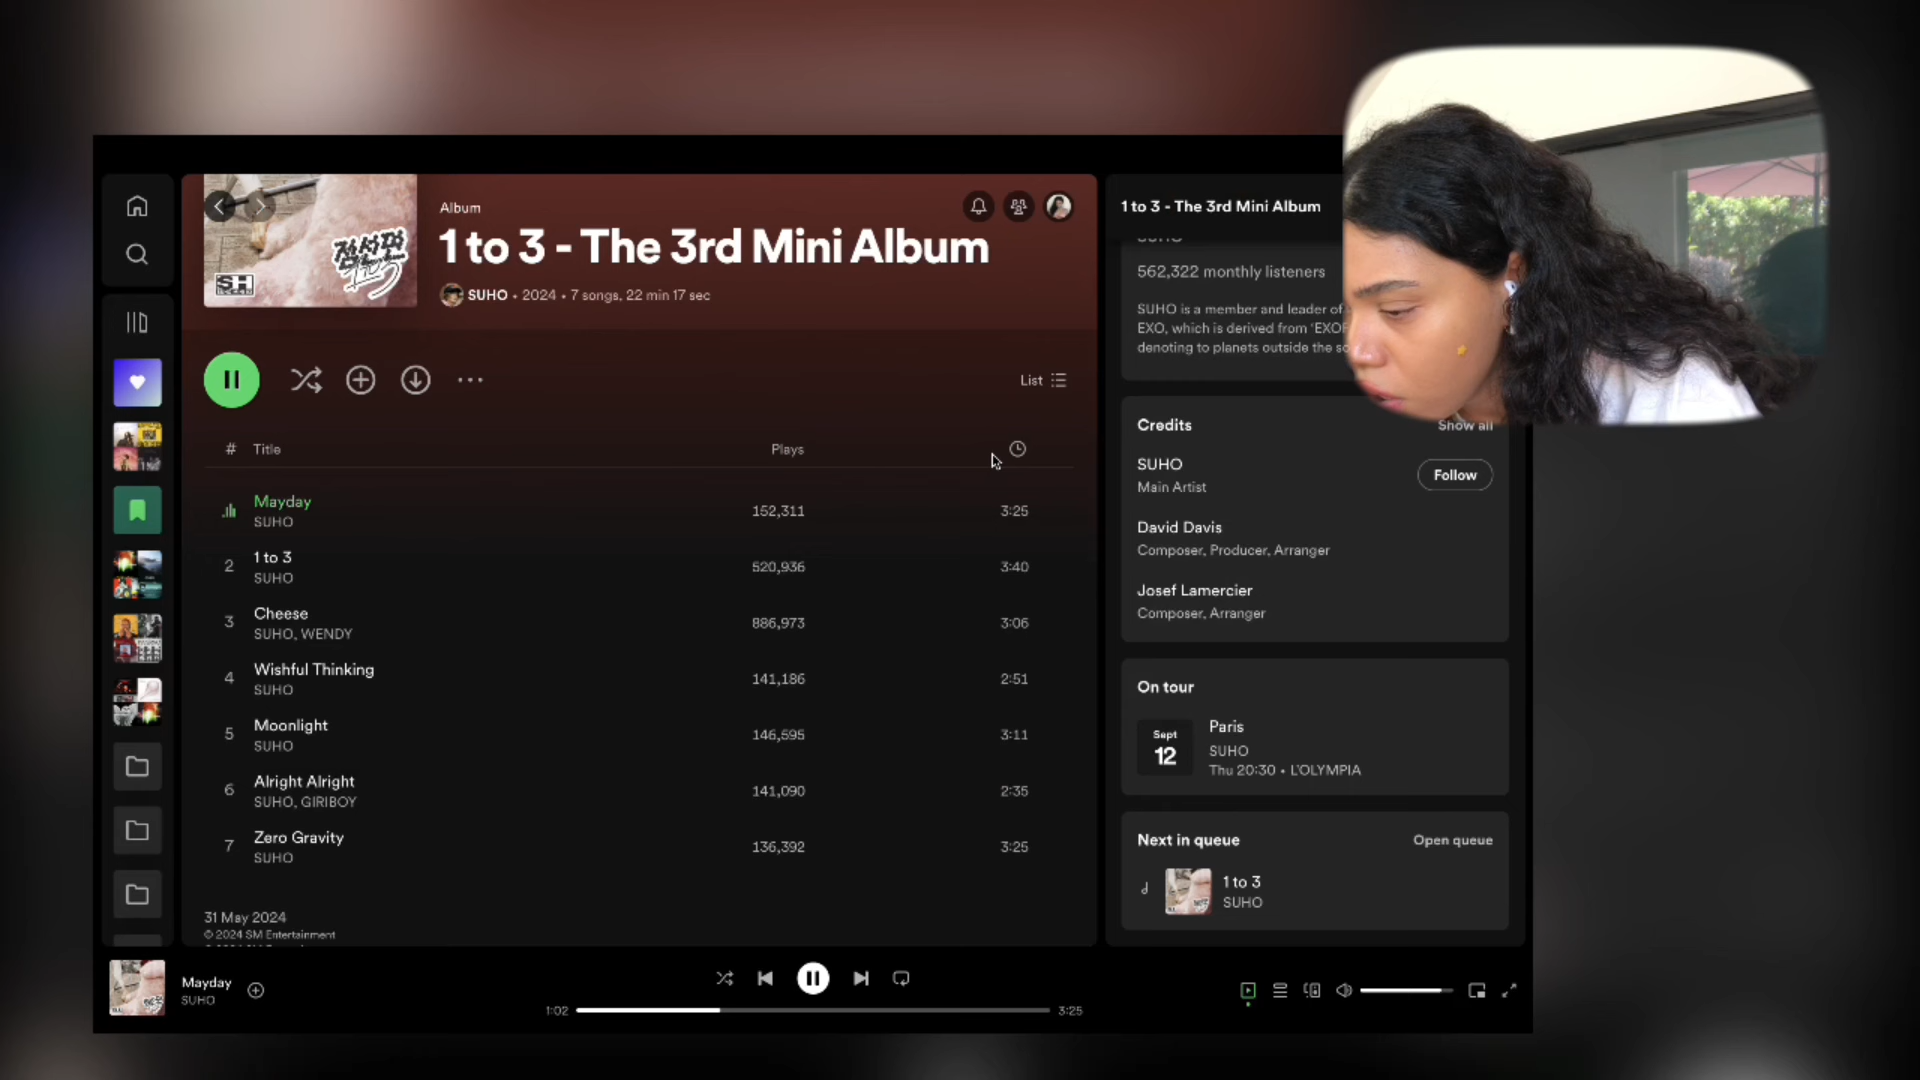 Album
1 to 3 - The 3rd Mini Album
SUHO • 2024 • 7 songs, 22 min 17 sec
점선면
1to3
SH
List
# Title Plays
Mayday 152,311 3:25
SUHO
2 1 to 3 520,936 3:40
SUHO
3 Cheese 886,973 3:06
SUHO, WENDY
4 Wishful Thinking 141,186 2:51
SUHO
5 Moonlight 146,595 3:11
SUHO
6 Alright Alright 141,090 2:35
SUHO, GIRIBOY
7 Zero Gravity 136,392 3:25
SUHO
31 May 2024
© 2024 SM Entertainment
1 to 3 - The 3rd Mini Album
SUHO
562,322 monthly listeners
SUHO is a member and leader of
EXO, which is derived from
denoting to planets outside the
Credits
Show all
SUHO
Main Artist
Follow
David Davis
Composer, Producer, Arranger
Josef Lamercier
Composer, Arranger
On tour
Sept
12
Paris
SUHO
Thu 20:30 • L'OLYMPIA
Next in queue
Open queue
1 to 3
SUHO
Mayday
SUHO
1:02
3:25